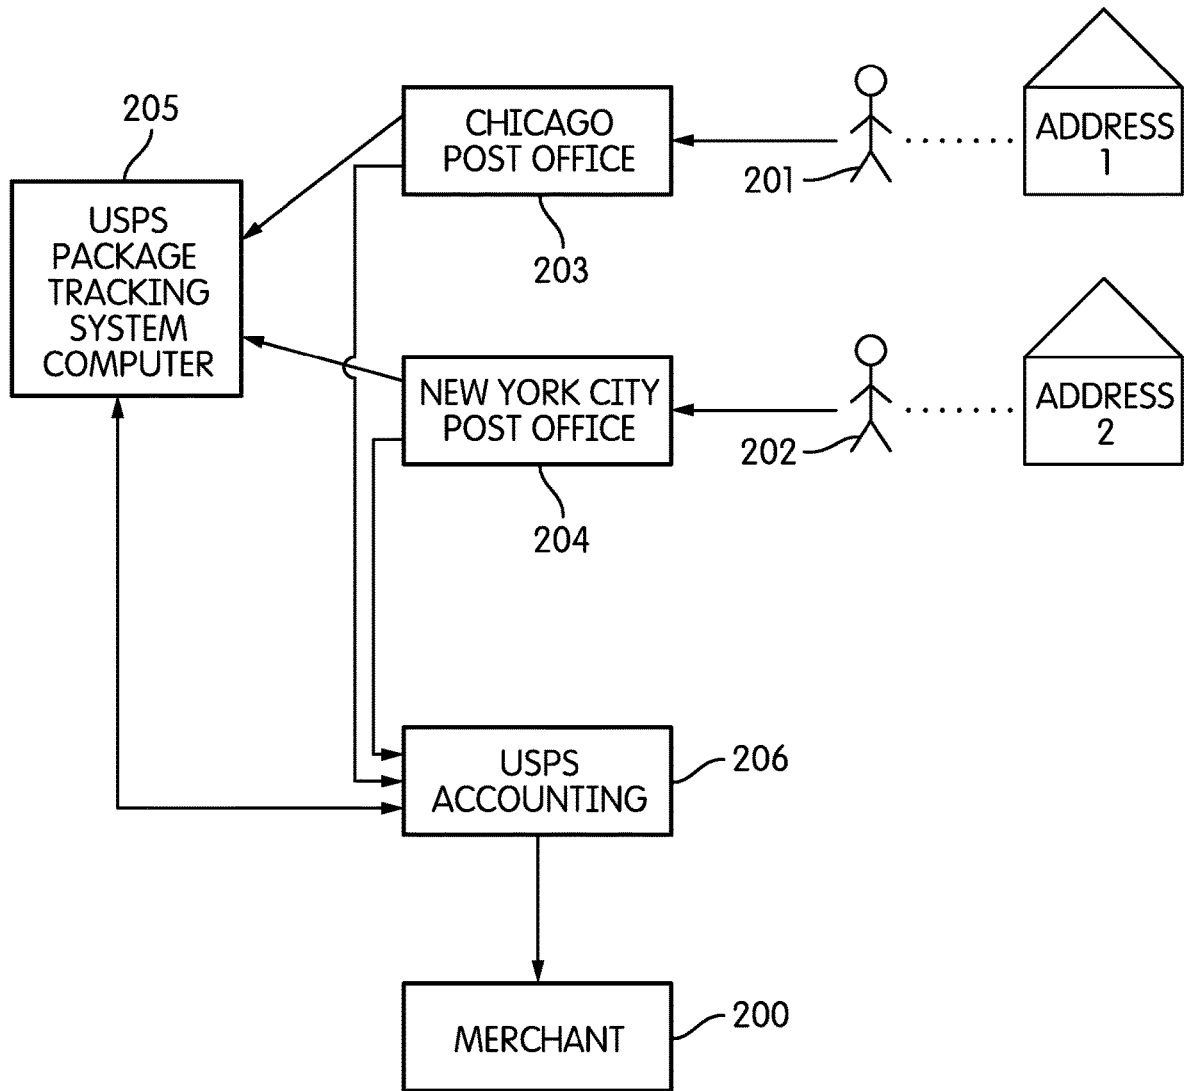 205
USPS
PACKAGE
TRACKING
SYSTEM
COMPUTER
CHICAGO
POST OFFICE
203
201
ADDRESS
1
NEW YORK CITY
POST OFFICE
204
202
ADDRESS
2
USPS
ACCOUNTING
206
MERCHANT
200